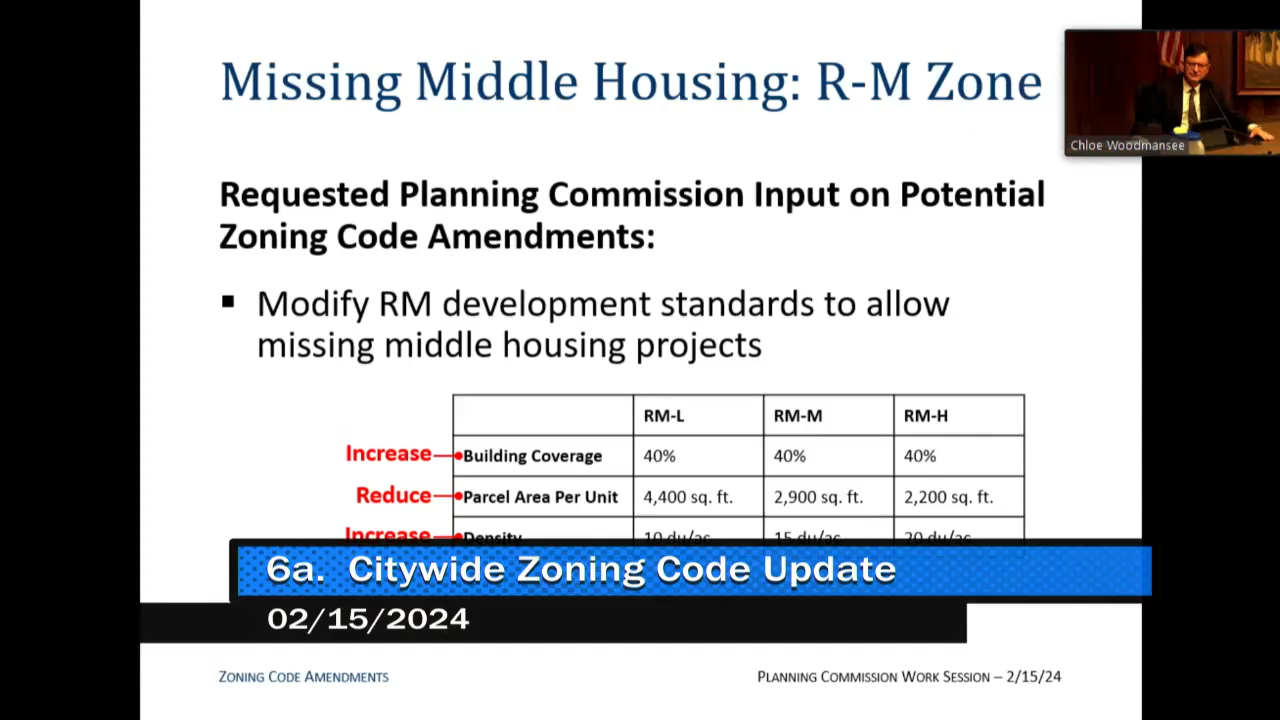 Missing Middle Housing: R-M Zone
Chloe Woodmansee
Requested Planning Commission Input on Potential
Zoning Code Amendments:
▪ Modify RM development standards to allow
missing middle housing projects
RM-L RM-M RM-H
Increase Building Coverage 40% 40% 40%
Reduce Parcel Area Per Unit 4,400 sq. ft. 2,900 sq. ft. 2,200 sq. ft.
Increase Density 10 du/ac 15 du/ac 20 du/ac
6a. Citywide Zoning Code Update
02/15/2024
ZONING CODE AMENDMENTS PLANNING COMMISSION WORK SESSION – 2/15/24